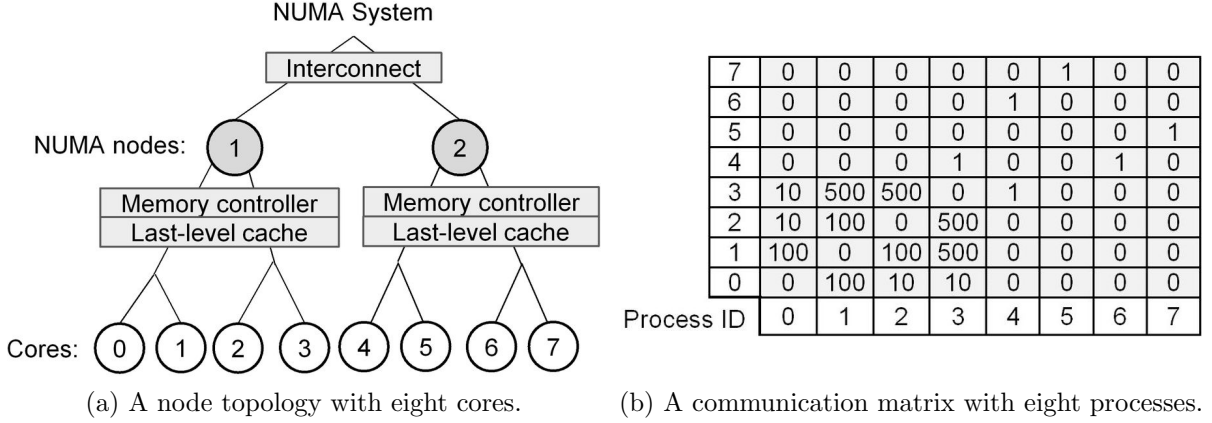 NUMA System
Interconnect
NUMA nodes: 1 2
Memory controller Memory controller
Last-level cache Last-level cache
Cores: 0 1 2 3 4 5 6 7
(a) A node topology with eight cores.
7 0 0 0 0 0 1 0 0
6 0 0 0 0 1 0 0 0
5 0 0 0 0 0 0 0 1
4 0 0 0 1 0 0 1 0
3 10 500 500 0 1 0 0 0
2 10 100 0 500 0 0 0 0
1 100 0 100 500 0 0 0 0
0 0 100 10 10 0 0 0 0
Process ID 0 1 2 3 4 5 6 7
(b) A communication matrix with eight processes.